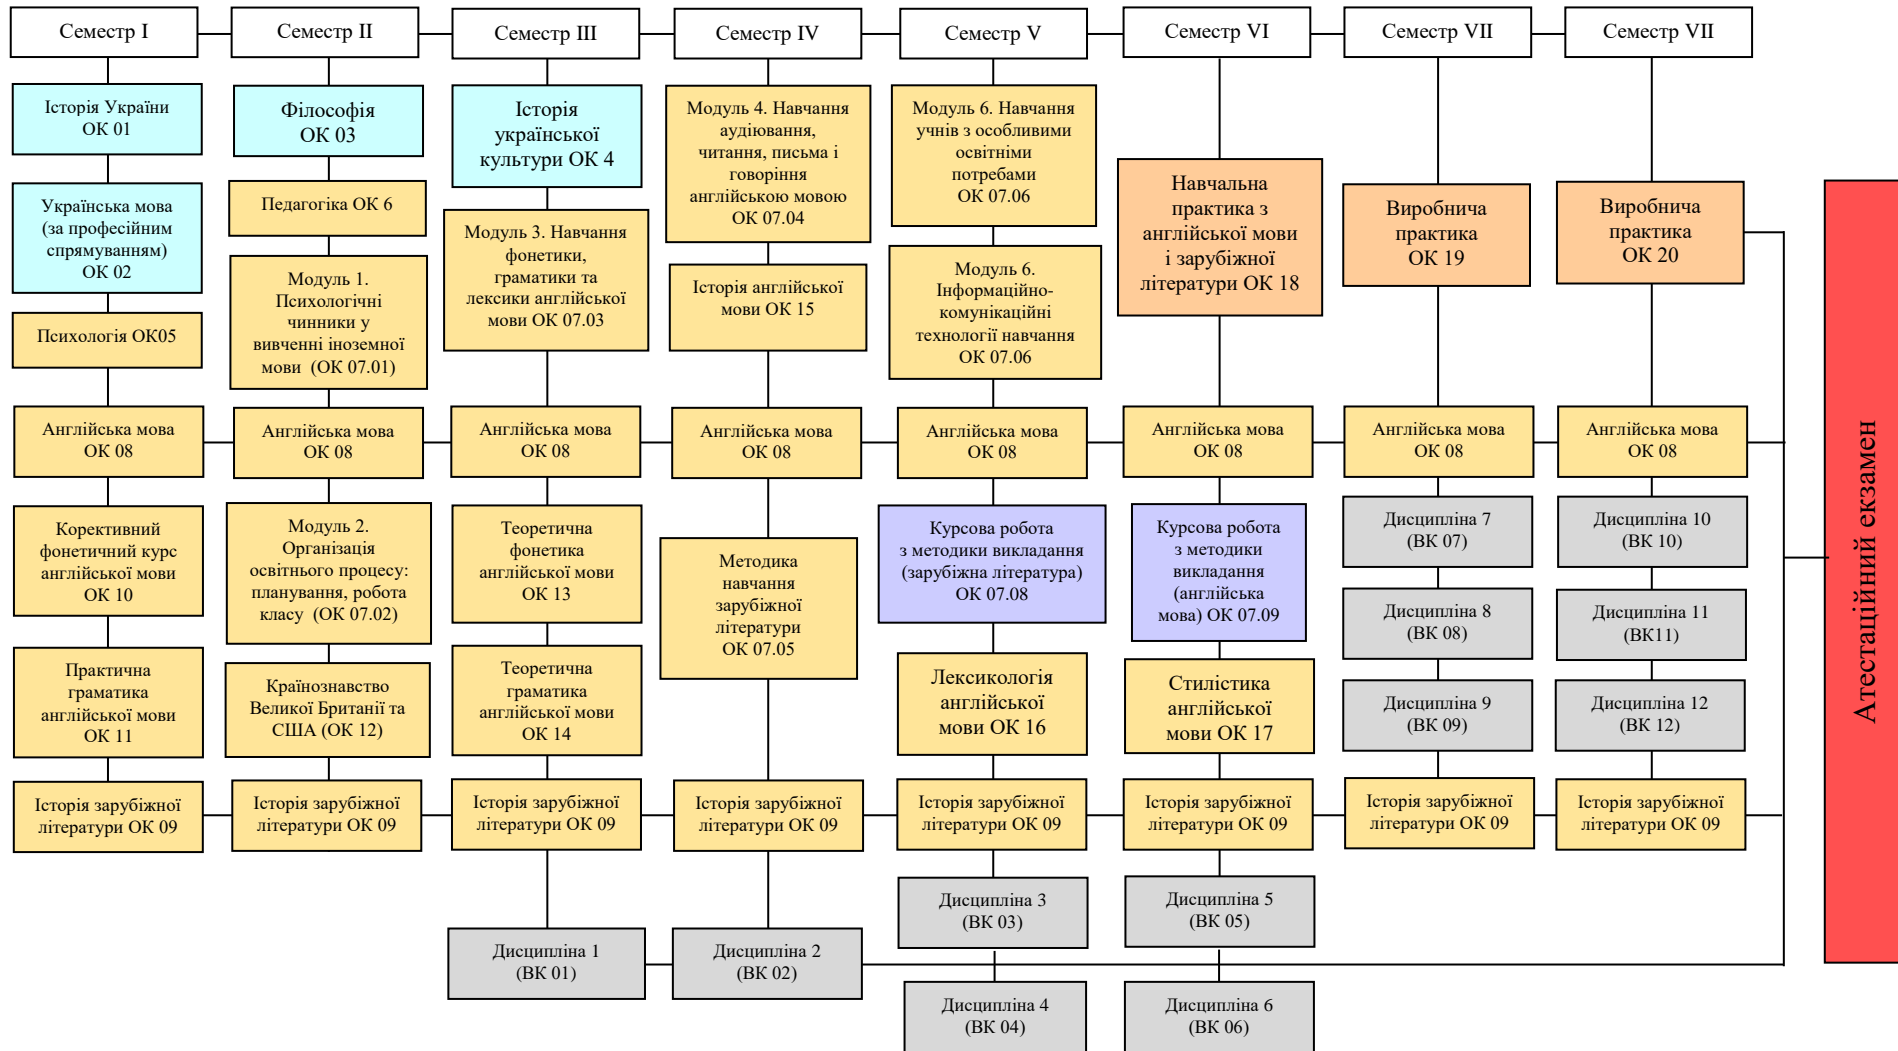 Семестр I
Семестр II
Семестр III
Семестр IV
Семестр V
Семестр VI
Семестр VII
Семестр VII
Історія України
ОК 01
Українська мова
(за професійним
спрямуванням)
ОК 02
Психологія ОК05
Англійська мова
ОК 08
Корективний
фонетичний курс
англійської мови
ОК 10
Практична
граматика
англійської мови
ОК 11
Історія зарубіжної
літератури ОК 09
Філософія
ОК 03
Педагогіка ОК 6
Модуль 1.
Психологічні
чинники у
вивченні іноземної
мови (ОК 07.01)
Англійська мова
ОК 08
Модуль 2.
Організація
освітнього процесу:
планування, робота
класу (ОК 07.02)
Країнознавство
Великої Британії та
США (ОК 12)
Історія зарубіжної
літератури ОК 09
Історія
української
культури ОК 4
Модуль 3. Навчання
фонетики,
граматики та
лексики англійської
мови ОК 07.03
Англійська мова
ОК 08
Теоретична
фонетика
англійської мови
ОК 13
Теоретична
граматика
англійської мови
ОК 14
Історія зарубіжної
літератури ОК 09
Дисципліна 1
(ВК 01)
Модуль 4. Навчання
аудіювання,
читання, письма і
говоріння
англійською мовою
ОК 07.04
Історія англійської
мови ОК 15
Англійська мова
ОК 08
Методика
навчання
зарубіжної
літератури
ОК 07.05
Історія зарубіжної
літератури ОК 09
Дисципліна 2
(ВК 02)
Модуль 6. Навчання
учнів з особливими
освітніми
потребами
ОК 07.06
Модуль 6.
Інформаційно-
комунікаційні
технології навчання
ОК 07.06
Англійська мова
ОК 08
Курсова робота
з методики викладання
(зарубіжна література)
ОК 07.08
Лексикологія
англійської
мови ОК 16
Історія зарубіжної
літератури ОК 09
Дисципліна 3
(ВК 03)
Дисципліна 4
(ВК 04)
Навчальна
практика з
англійської мови
і зарубіжної
літератури ОК 18
Англійська мова
ОК 08
Курсова робота
з методики
викладання
(англійська
мова) ОК 07.09
Стилістика
англійської
мови ОК 17
Історія зарубіжної
літератури ОК 09
Дисципліна 5
(ВК 05)
Дисципліна 6
(ВК 06)
Виробнича
практика
ОК 19
Англійська мова
ОК 08
Дисципліна 7
(ВК 07)
Дисципліна 8
(ВК 08)
Дисципліна 9
(ВК 09)
Історія зарубіжної
літератури ОК 09
Виробнича
практика
ОК 20
Англійська мова
ОК 08
Дисципліна 10
(ВК 10)
Дисципліна 11
(ВК11)
Дисципліна 12
(ВК 12)
Історія зарубіжної
літератури ОК 09
Атестаційний екзамен